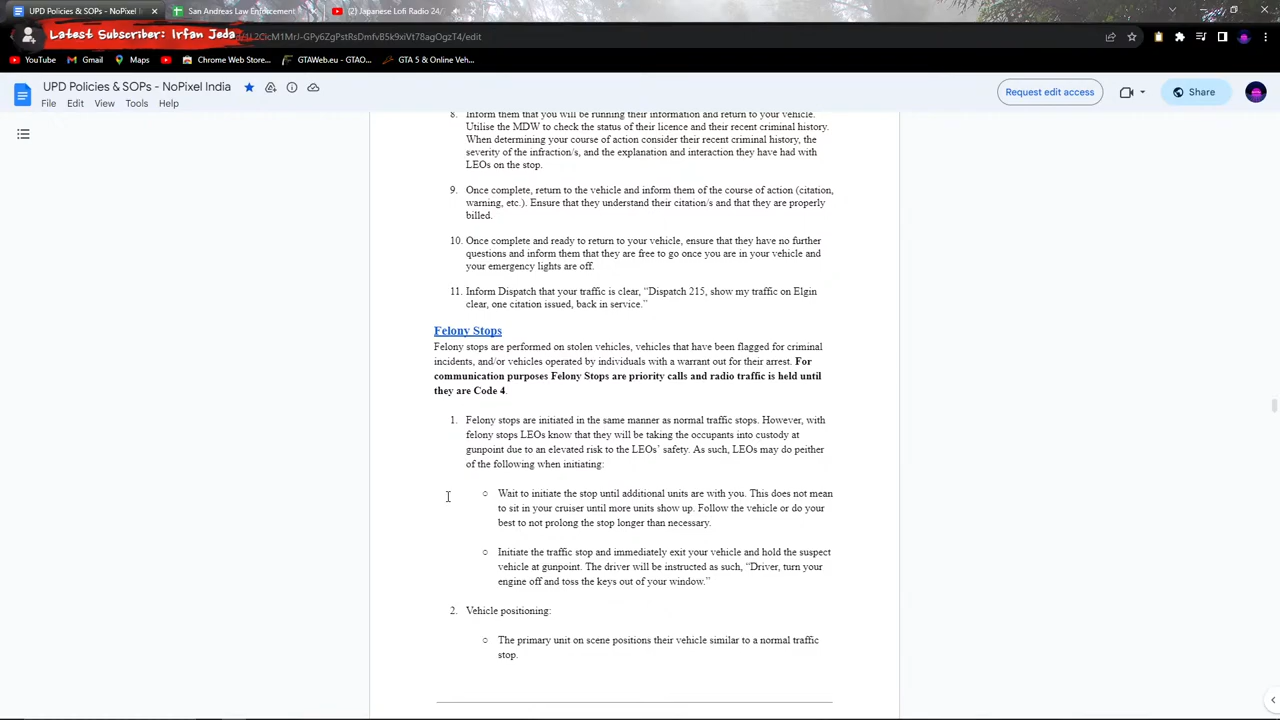 UPD Policies & SOPs - NoPixel In
San Andreas Law Enforcement
(2) Japanese Lofi Radio 24/7
Latest Subscriber: Irfan Jeda
L2CicM1MrJ-GPy6ZgPstRsDmfvB5k9xiVt78agOgzT4/edit
YouTube
Gmail
Maps
Chrome Web Store...
GTAWeb.eu - GTAO...
GTA 5 & Online Veh...
UPD Policies & SOPs - NoPixel India
Request edit access
Share
File Edit View Tools Help
8. Inform them that you will be running their information and return to your vehicle.
Utilise the MDW to check the status of their licence and their recent criminal history.
When determining your course of action consider their recent criminal history, the
severity of the infraction/s, and the explanation and interaction they have had with
LEOs on the stop.
9. Once complete, return to the vehicle and inform them of the course of action (citation,
warning, etc.). Ensure that they understand their citation/s and that they are properly
billed.
10. Once complete and ready to return to your vehicle, ensure that they have no further
questions and inform them that they are free to go once you are in your vehicle and
your emergency lights are off.
11. Inform Dispatch that your traffic is clear, “Dispatch 215, show my traffic on Elgin
clear, one citation issued, back in service.”
Felony Stops
Felony stops are performed on stolen vehicles, vehicles that have been flagged for criminal
incidents, and/or vehicles operated by individuals with a warrant out for their arrest. For
communication purposes Felony Stops are priority calls and radio traffic is held until
they are Code 4.
1. Felony stops are initiated in the same manner as normal traffic stops. However, with
felony stops LEOs know that they will be taking the occupants into custody at
gunpoint due to an elevated risk to the LEOs’ safety. As such, LEOs may do peither
of the following when initiating:
○ Wait to initiate the stop until additional units are with you. This does not mean
to sit in your cruiser until more units show up. Follow the vehicle or do your
best to not prolong the stop longer than necessary.
○ Initiate the traffic stop and immediately exit your vehicle and hold the suspect
vehicle at gunpoint. The driver will be instructed as such, “Driver, turn your
engine off and toss the keys out of your window.”
2. Vehicle positioning:
○ The primary unit on scene positions their vehicle similar to a normal traffic
stop.